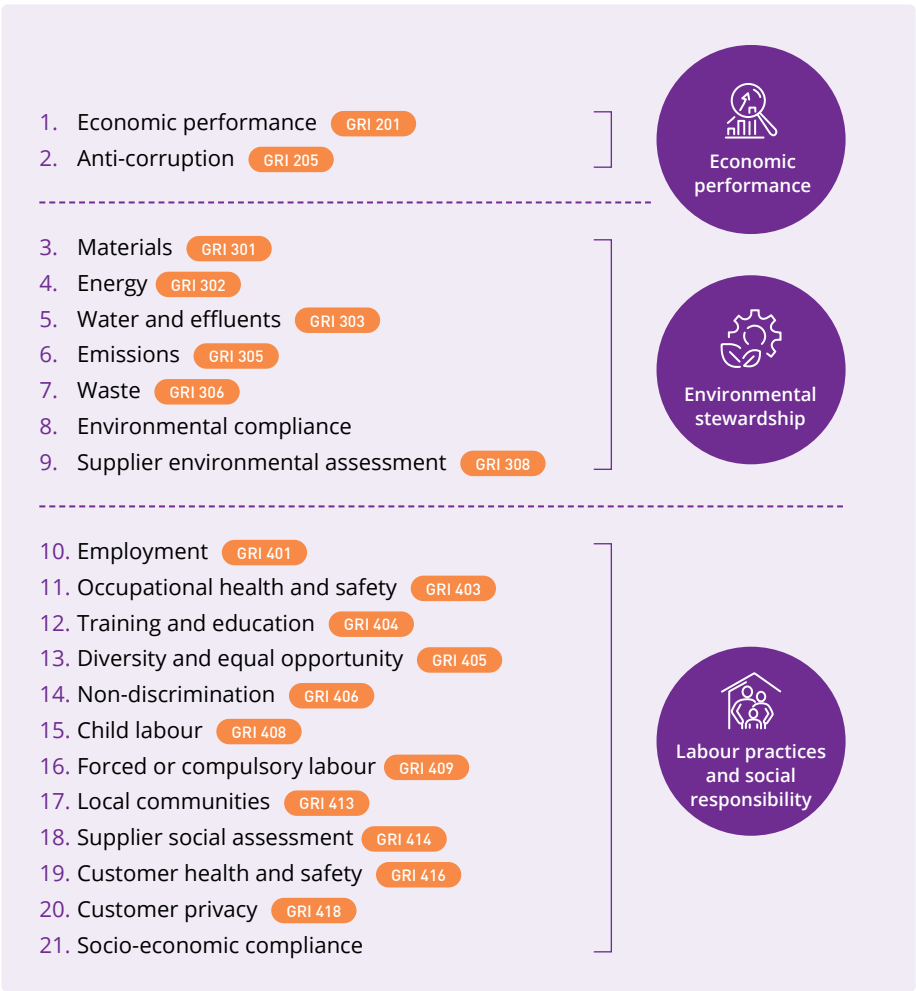 1. Economic performance GRI 201
2. Anti-corruption GRI 205
Economic
performance
3. Materials GRI 301
4. Energy GRI 302
5. Water and effluents GRI 303
6. Emissions GRI 305
7. Waste GRI 306
8. Environmental compliance
9. Supplier environmental assessment GRI 308
Environmental
stewardship
10. Employment GRI 401
11. Occupational health and safety GRI 403
12. Training and education GRI 404
13. Diversity and equal opportunity GRI 405
14. Non-discrimination GRI 406
15. Child labour GRI 408
16. Forced or compulsory labour GRI 409
17. Local communities GRI 413
18. Supplier social assessment GRI 414
19. Customer health and safety GRI 416
20. Customer privacy GRI 418
21. Socio-economic compliance
Labour practices
and social
responsibility